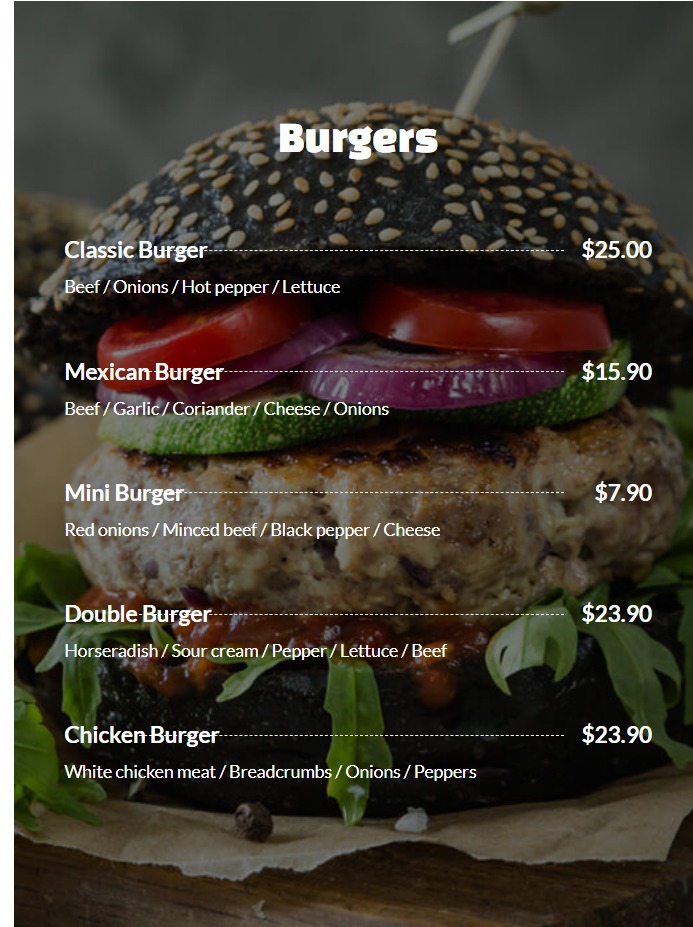 Burgers
Classic Burger $25.00
Beef / Onions / Hot pepper / Lettuce
Mexican Burger $15.90
Beef / Garlic / Coriander / Cheese / Onions
Mini Burger $7.90
Red onions / Minced beef / Black pepper / Cheese
Double Burger $23.90
Horseradish / Sour cream / Pepper / Lettuce / Beef
Chicken Burger $23.90
White chicken meat / Breadcrumbs / Onions / Peppers